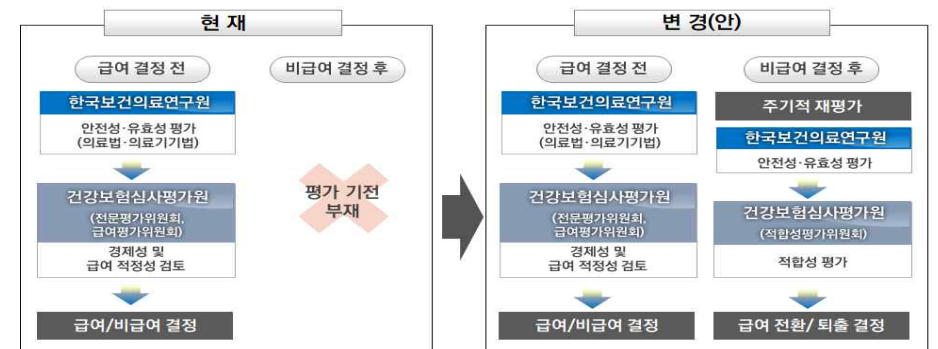 현 재
급여 결정 전
한국보건의료연구원
안전성·유효성 평가
(의료법·의료기기법)
건강보험심사평가원
(전문평가위원회,
급여평가위원회)
경제성 및
급여 적정성 검토
급여/비급여 결정
비급여 결정 후
평가 기전
부재
변 경(안)
급여 결정 전
한국보건의료연구원
안전성·유효성 평가
(의료법·의료기기법)
건강보험심사평가원
(전문평가위원회,
급여평가위원회)
경제성 및
급여 적정성 검토
급여/비급여 결정
비급여 결정 후
주기적 재평가
한국보건의료연구원
안전성·유효성 평가
건강보험심사평가원
(적합성평가위원회)
적합성 평가
급여 전환/ 퇴출 결정